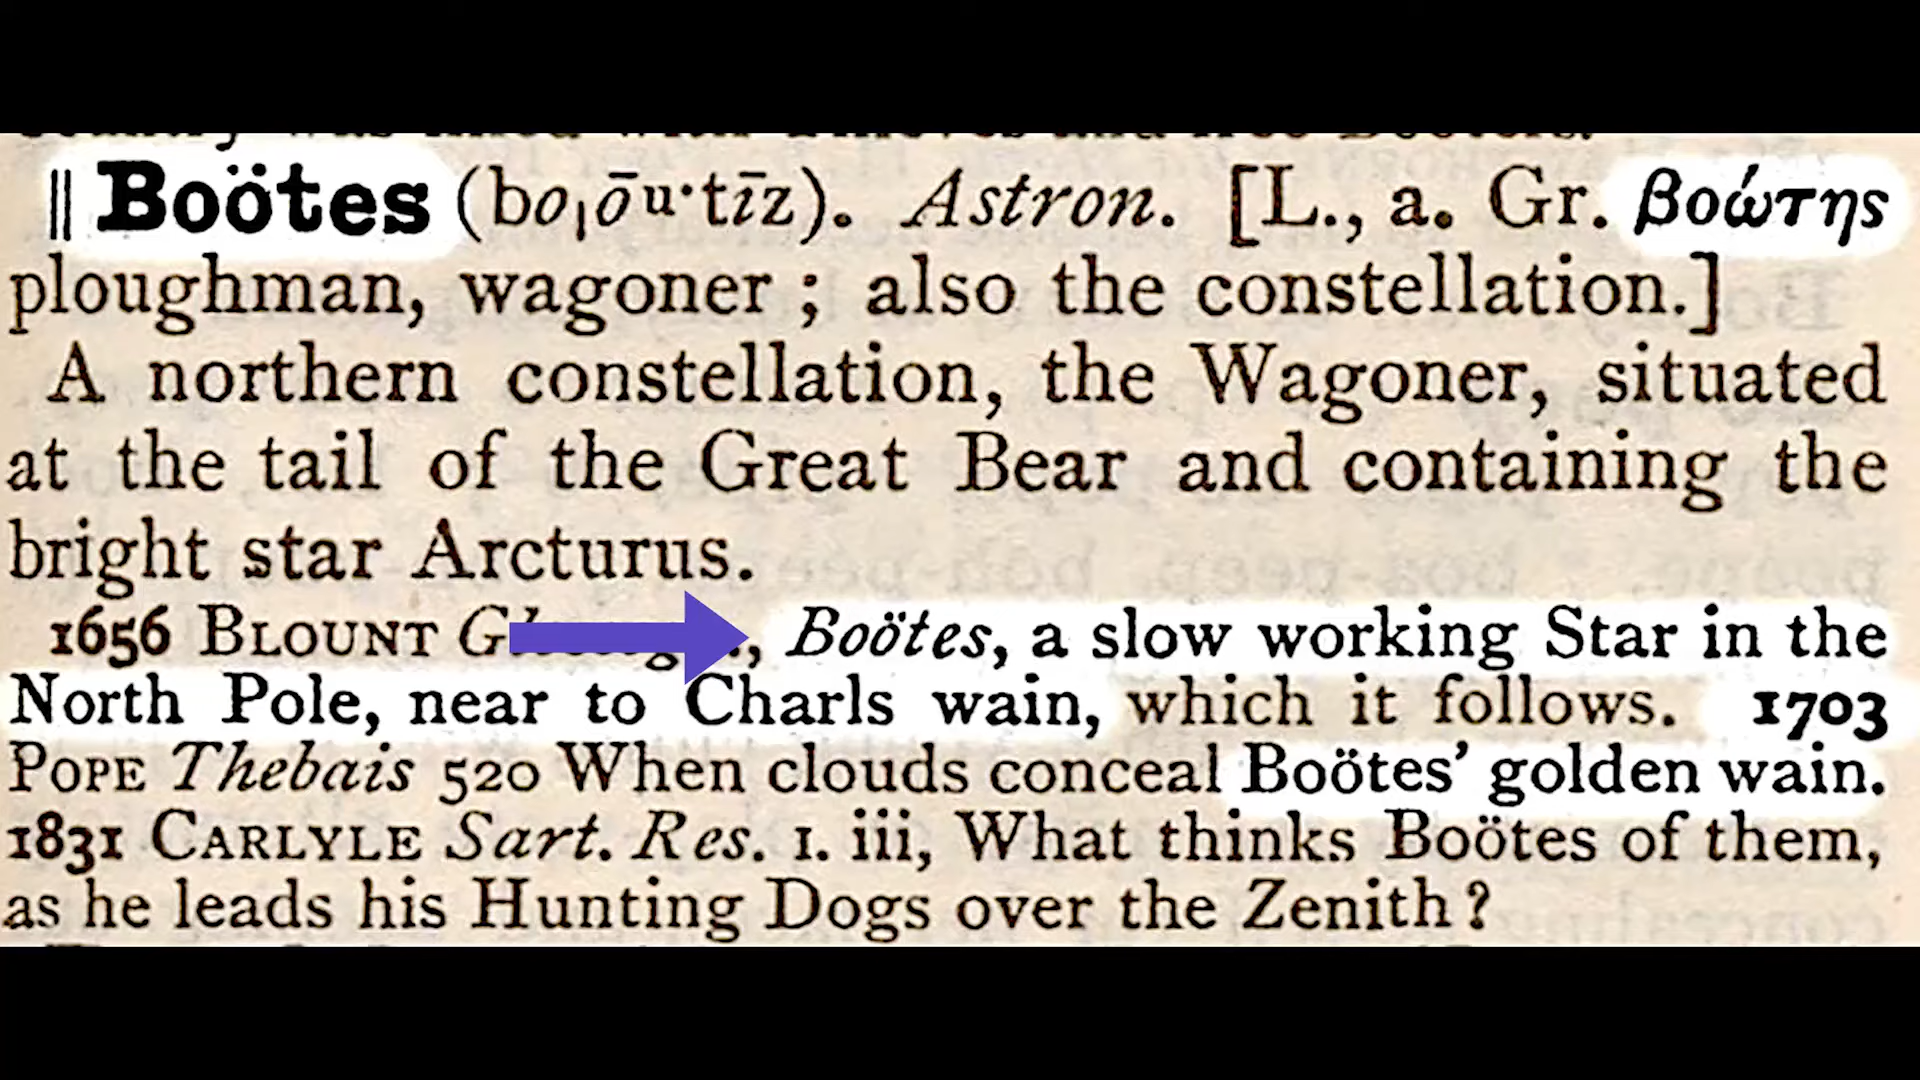 ‖ Boötes (bo₁ōu·tīz). Astron. [L., a. Gr. βοώτης
ploughman, wagoner ; also the constellation.]
A northern constellation, the Wagoner, situated
at the tail of the Great Bear and containing the
bright star Arcturus.
1656 BLOUNT Boötes, a slow working Star in the
North Pole, near to Charls wain, which it follows. 1703
POPE Thebais 520 When clouds conceal Boötes’ golden wain.
1831 CARLYLE Sart. Res. I. iii, What thinks Boötes of them,
as he leads his Hunting Dogs over the Zenith?